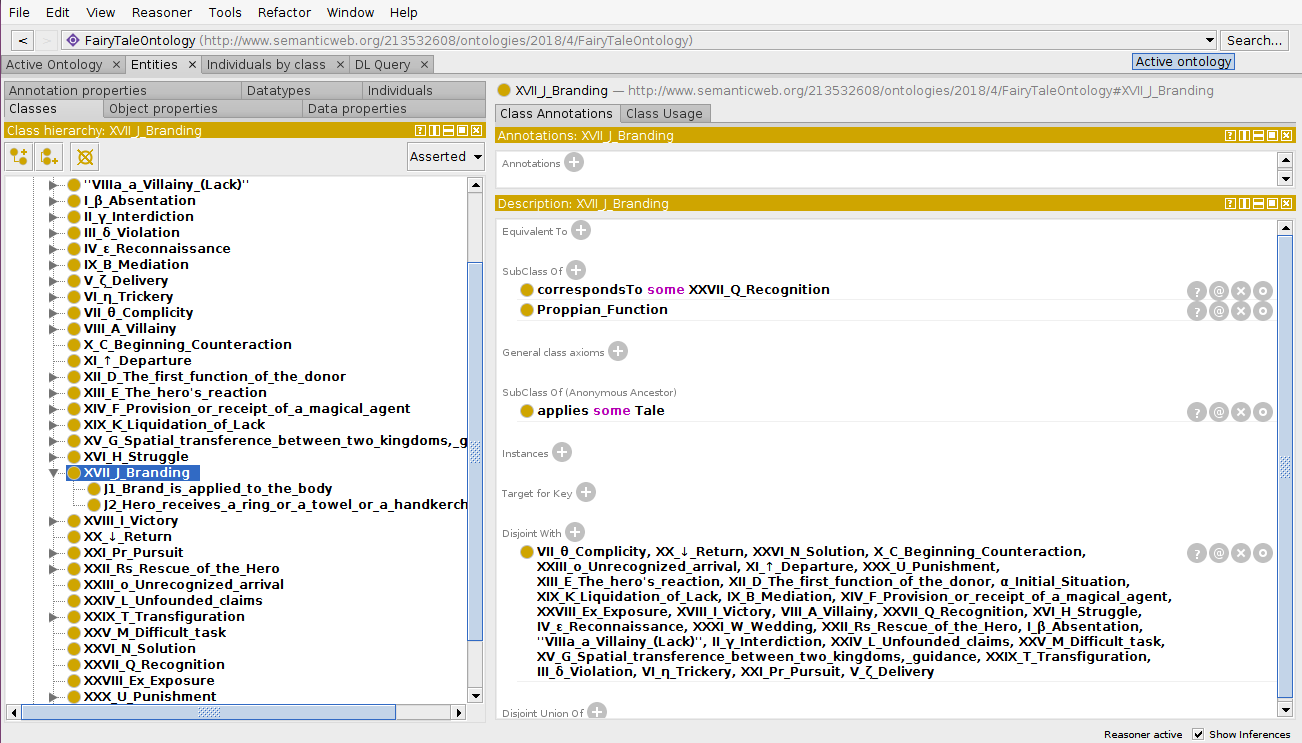 File Edit View Reasoner Tools Refactor Window Help
< > FairyTaleOntology (http://www.semanticweb.org/213532608/ontologies/2018/4/FairyTaleOntology) Search...
Active Ontology × Entities × Individuals by class × DL Query × Active ontology
Annotation properties Datatypes Individuals
Classes Object properties Data properties
Class hierarchy: XVII_J_Branding
Asserted
''VIIIa_a_Villainy_(Lack)''
I_β_Absentation
II_γ_Interdiction
III_δ_Violation
IV_ε_Reconnaissance
IX_B_Mediation
V_ζ_Delivery
VI_η_Trickery
VII_θ_Complicity
VIII_A_Villainy
X_C_Beginning_Counteraction
XI_↑_Departure
XII_D_The_first_function_of_the_donor
XIII_E_The_hero's_reaction
XIV_F_Provision_or_receipt_of_a_magical_agent
XIX_K_Liquidation_of_Lack
XV_G_Spatial_transference_between_two_kingdoms,_g
XVI_H_Struggle
XVII_J_Branding
J1_Brand_is_applied_to_the_body
J2_Hero_receives_a_ring_or_a_towel_or_a_handkerch
XVIII_I_Victory
XX_↓_Return
XXI_Pr_Pursuit
XXII_Rs_Rescue_of_the_Hero
XXIII_o_Unrecognized_arrival
XXIV_L_Unfounded_claims
XXIX_T_Transfiguration
XXV_M_Difficult_task
XXVI_N_Solution
XXVII_Q_Recognition
XXVIII_Ex_Exposure
XXX_U_Punishment
XVII_J_Branding — http://www.semanticweb.org/213532608/ontologies/2018/4/FairyTaleOntology#XVII_J_Branding
Class Annotations Class Usage
Annotations: XVII_J_Branding
Annotations
Description: XVII_J_Branding
Equivalent To
SubClass Of
correspondsTo some XXVII_Q_Recognition
Proppian_Function
General class axioms
SubClass Of (Anonymous Ancestor)
applies some Tale
Instances
Target for Key
Disjoint With
VII_θ_Complicity, XX_↓_Return, XXVI_N_Solution, X_C_Beginning_Counteraction,
XXIII_o_Unrecognized_arrival, XI_↑_Departure, XXX_U_Punishment,
XIII_E_The_hero's_reaction, XII_D_The_first_function_of_the_donor, α_Initial_Situation,
XIX_K_Liquidation_of_Lack, IX_B_Mediation, XIV_F_Provision_or_receipt_of_a_magical_agent,
XXVIII_Ex_Exposure, XVIII_I_Victory, VIII_A_Villainy, XXVII_Q_Recognition, XVI_H_Struggle,
IV_ε_Reconnaissance, XXXI_W_Wedding, XXII_Rs_Rescue_of_the_Hero, I_β_Absentation,
''VIIIa_a_Villainy_(Lack)'', II_γ_Interdiction, XXIV_L_Unfounded_claims, XXV_M_Difficult_task,
XV_G_Spatial_transference_between_two_kingdoms,_guidance, XXIX_T_Transfiguration,
III_δ_Violation, VI_η_Trickery, XXI_Pr_Pursuit, V_ζ_Delivery
Disjoint Union Of
Reasoner active Show Inferences